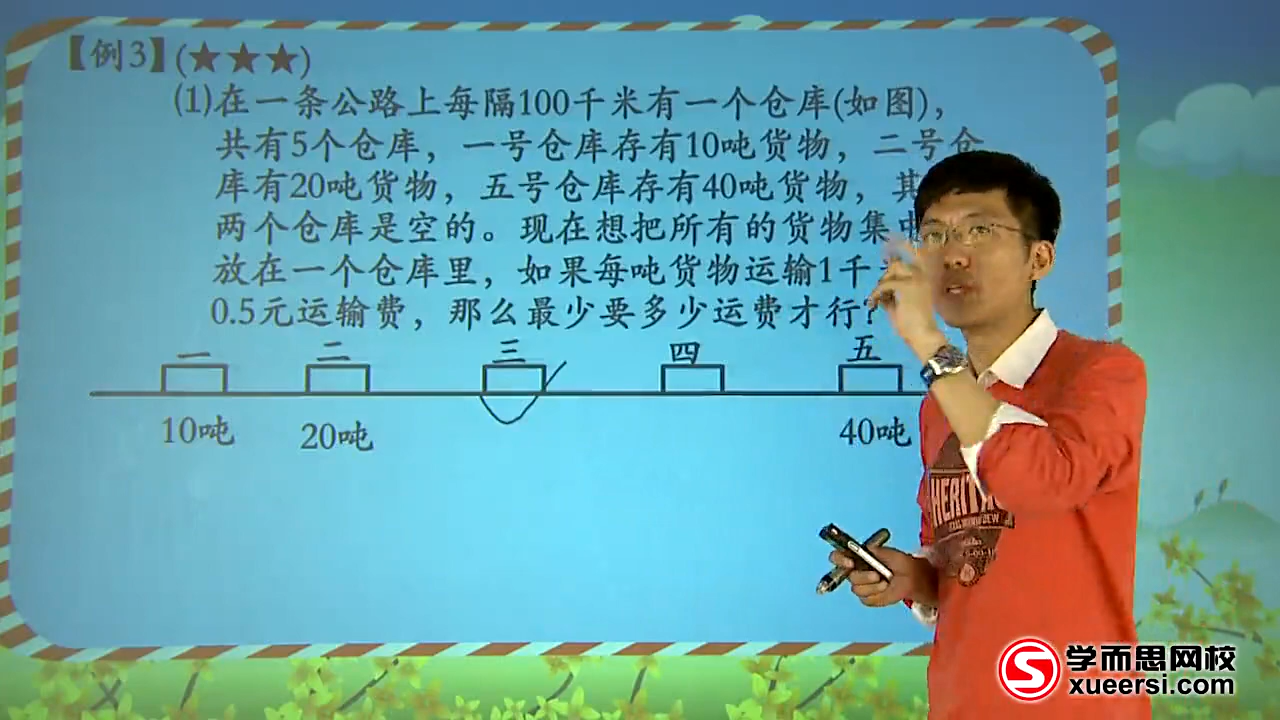 【例3】(★★★)
(1)在一条公路上每隔100千米有一个仓库(如图),
共有5个仓库，一号仓库存有10吨货物，二号仓
库有20吨货物，五号仓库存有40吨货物，其
两个仓库是空的。现在想把所有的货物集中
放在一个仓库里，如果每吨货物运输1千
0.5元运输费，那么最少要多少运费才行?
一 二 三 四 五
10吨 20吨 40吨
HERITA
学而思网校
xueersi.com